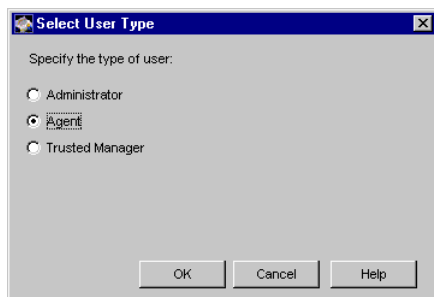 Select User Type
Specify the type of user:
Administrator
Agent
Trusted Manager
OK Cancel Help